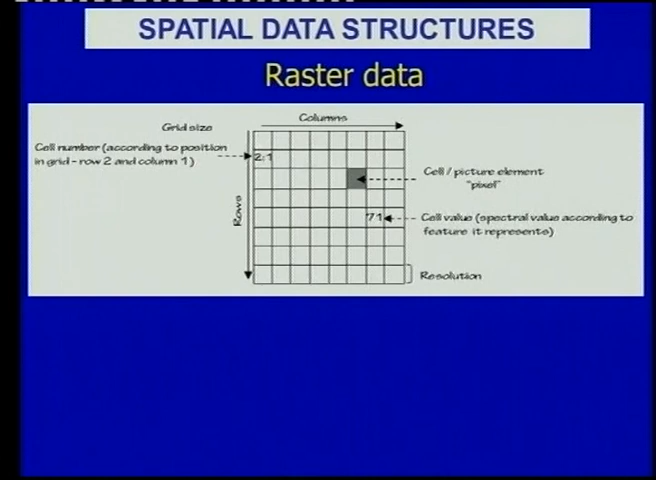 SPATIAL DATA STRUCTURES
Raster data
Columns
Grid size
Cell number (according to position
in grid - row 2 and column 1)
2:1
Cell / picture element
"pixel"
Rows
71
Cell value (spectral value according to
feature it represents)
Resolution